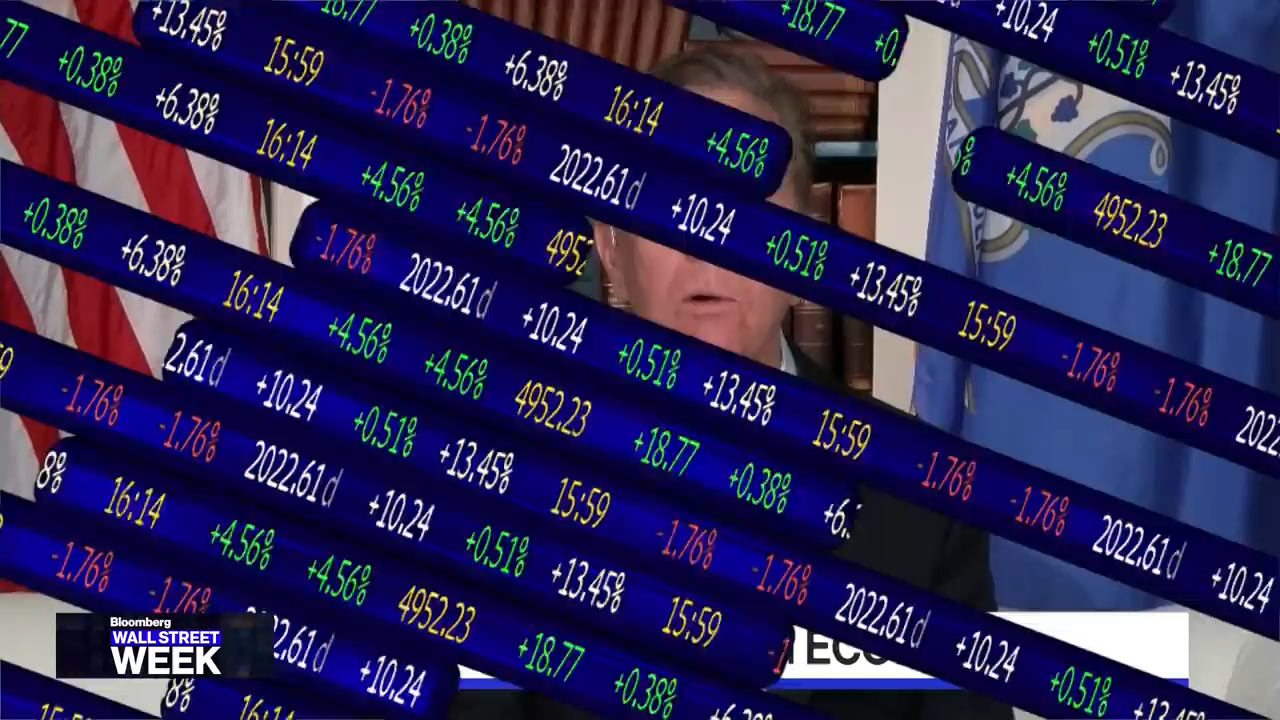 +13.45% 15:59 -1.76% -1.76% 2022.61d +10.24 +0.51% +13.45% 15:59 -1.76% -1.76%
18.77 +0.38% +6.38% 16:14 +4.56%
+18.77
+10.24 +0.51% +13.45%
+4.56% 4952.23 +18.77
+0.38% +6.38% 16:14 +4.56% +4.56%
-1.76% 2022.61d +10.24 +0.51% +13.45% 15:59 -1.76% -1.76% 2022.61d +10.24
+0.38% +6.38% 16:14 +4.56% +4.56% 4952.23 +18.77 +0.38%
2.61d +10.24 +0.51% +13.45% 15:59 -1.76% -1.76% 2022.61d +10.24 +0.51%
-1.76% -1.76% 2022.61d +10.24 +0.51% +13.45% 15:59
8% 16:14 +4.56% +4.56% 4952.23 +18.77 +0.38%
-1.76% -1.76% 2.61d +10.24
Bloomberg
WALL STREET
WEEK
8% 16:14